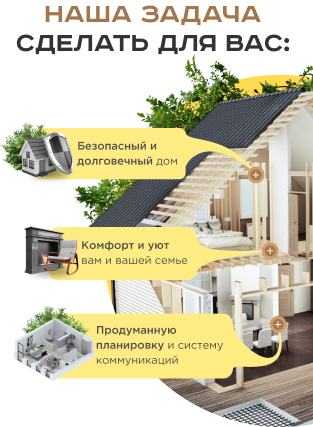 НАША ЗАДАЧА
СДЕЛАТЬ ДЛЯ ВАС:
Безопасный и
долговечный дом
Комфорт и уют
вам и вашей семье
Продуманную
планировку и систему
коммуникаций